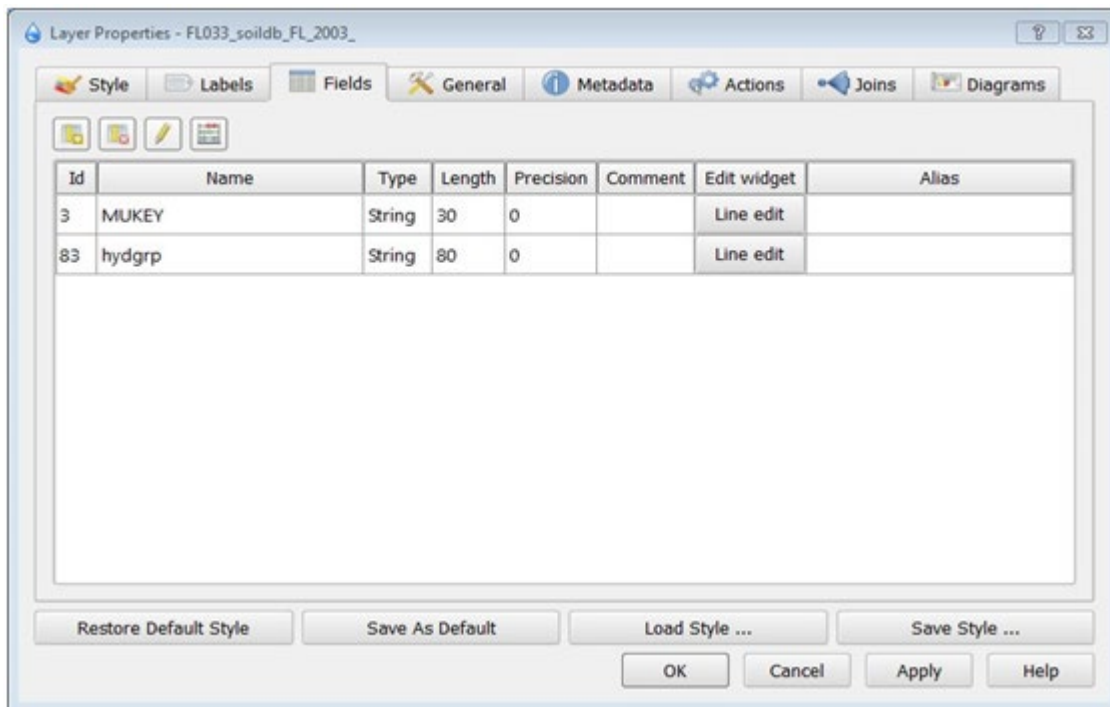 Layer Properties - FL033_soildb_FL_2003_
Style Labels Fields General Metadata Actions Joins Diagrams
Id Name Type Length Precision Comment Edit widget Alias
3 MUKEY String 30 0 Line edit
83 hydgrp String 80 0 Line edit
Restore Default Style Save As Default Load Style ... Save Style ...
OK Cancel Apply Help